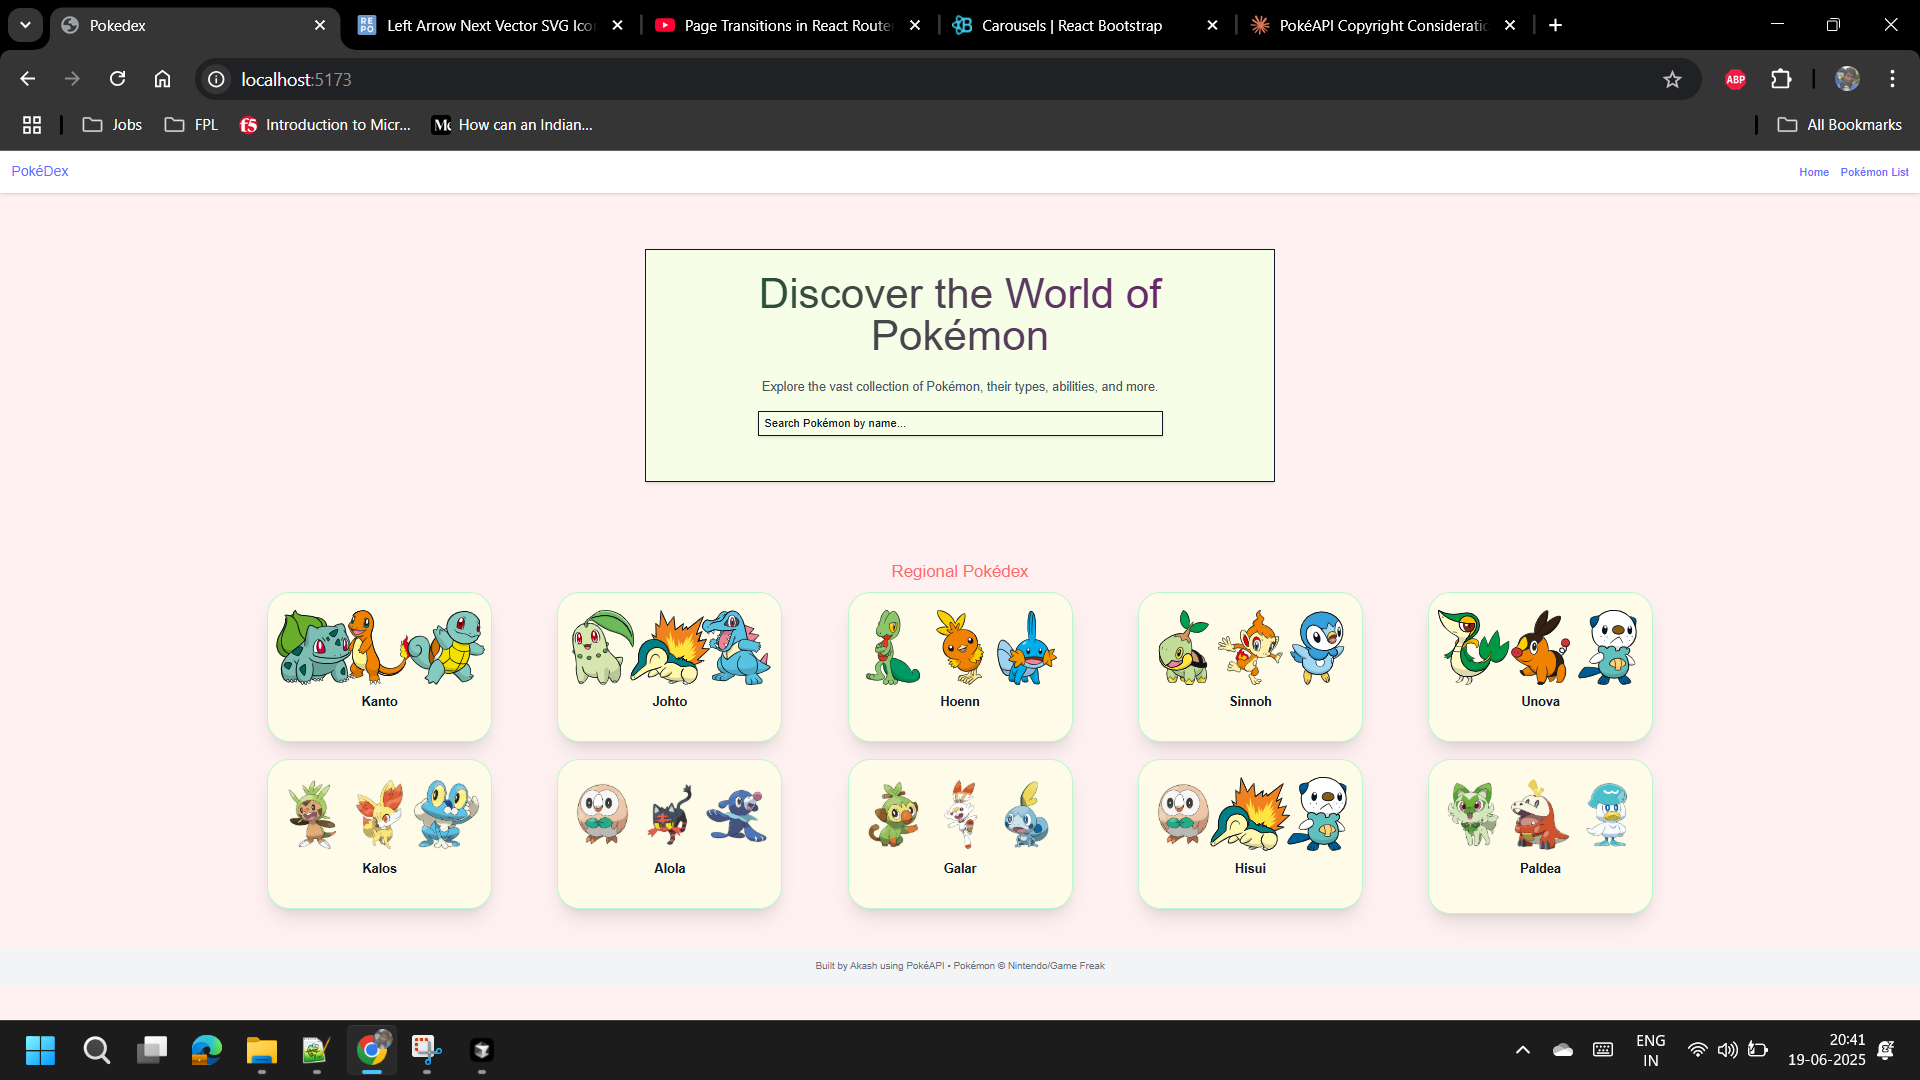 Pokedex
Left Arrow Next Vector SVG Ico
Page Transitions in React Route
Carousels | React Bootstrap
PokéAPI Copyright Consideratic
localhost:5173
ABP
Jobs
FPL
Introduction to Micr...
How can an Indian...
All Bookmarks
PokéDex
Home
Pokémon List
Discover the World of
Pokémon
Explore the vast collection of Pokémon, their types, abilities, and more.
Search Pokémon by name...
Regional Pokédex
Kanto
Johto
Hoenn
Sinnoh
Unova
Kalos
Alola
Galar
Hisui
Paldea
Built by Akash using PokéAPI • Pokémon © Nintendo/Game Freak
ENG
IN
20:41
19-06-2025